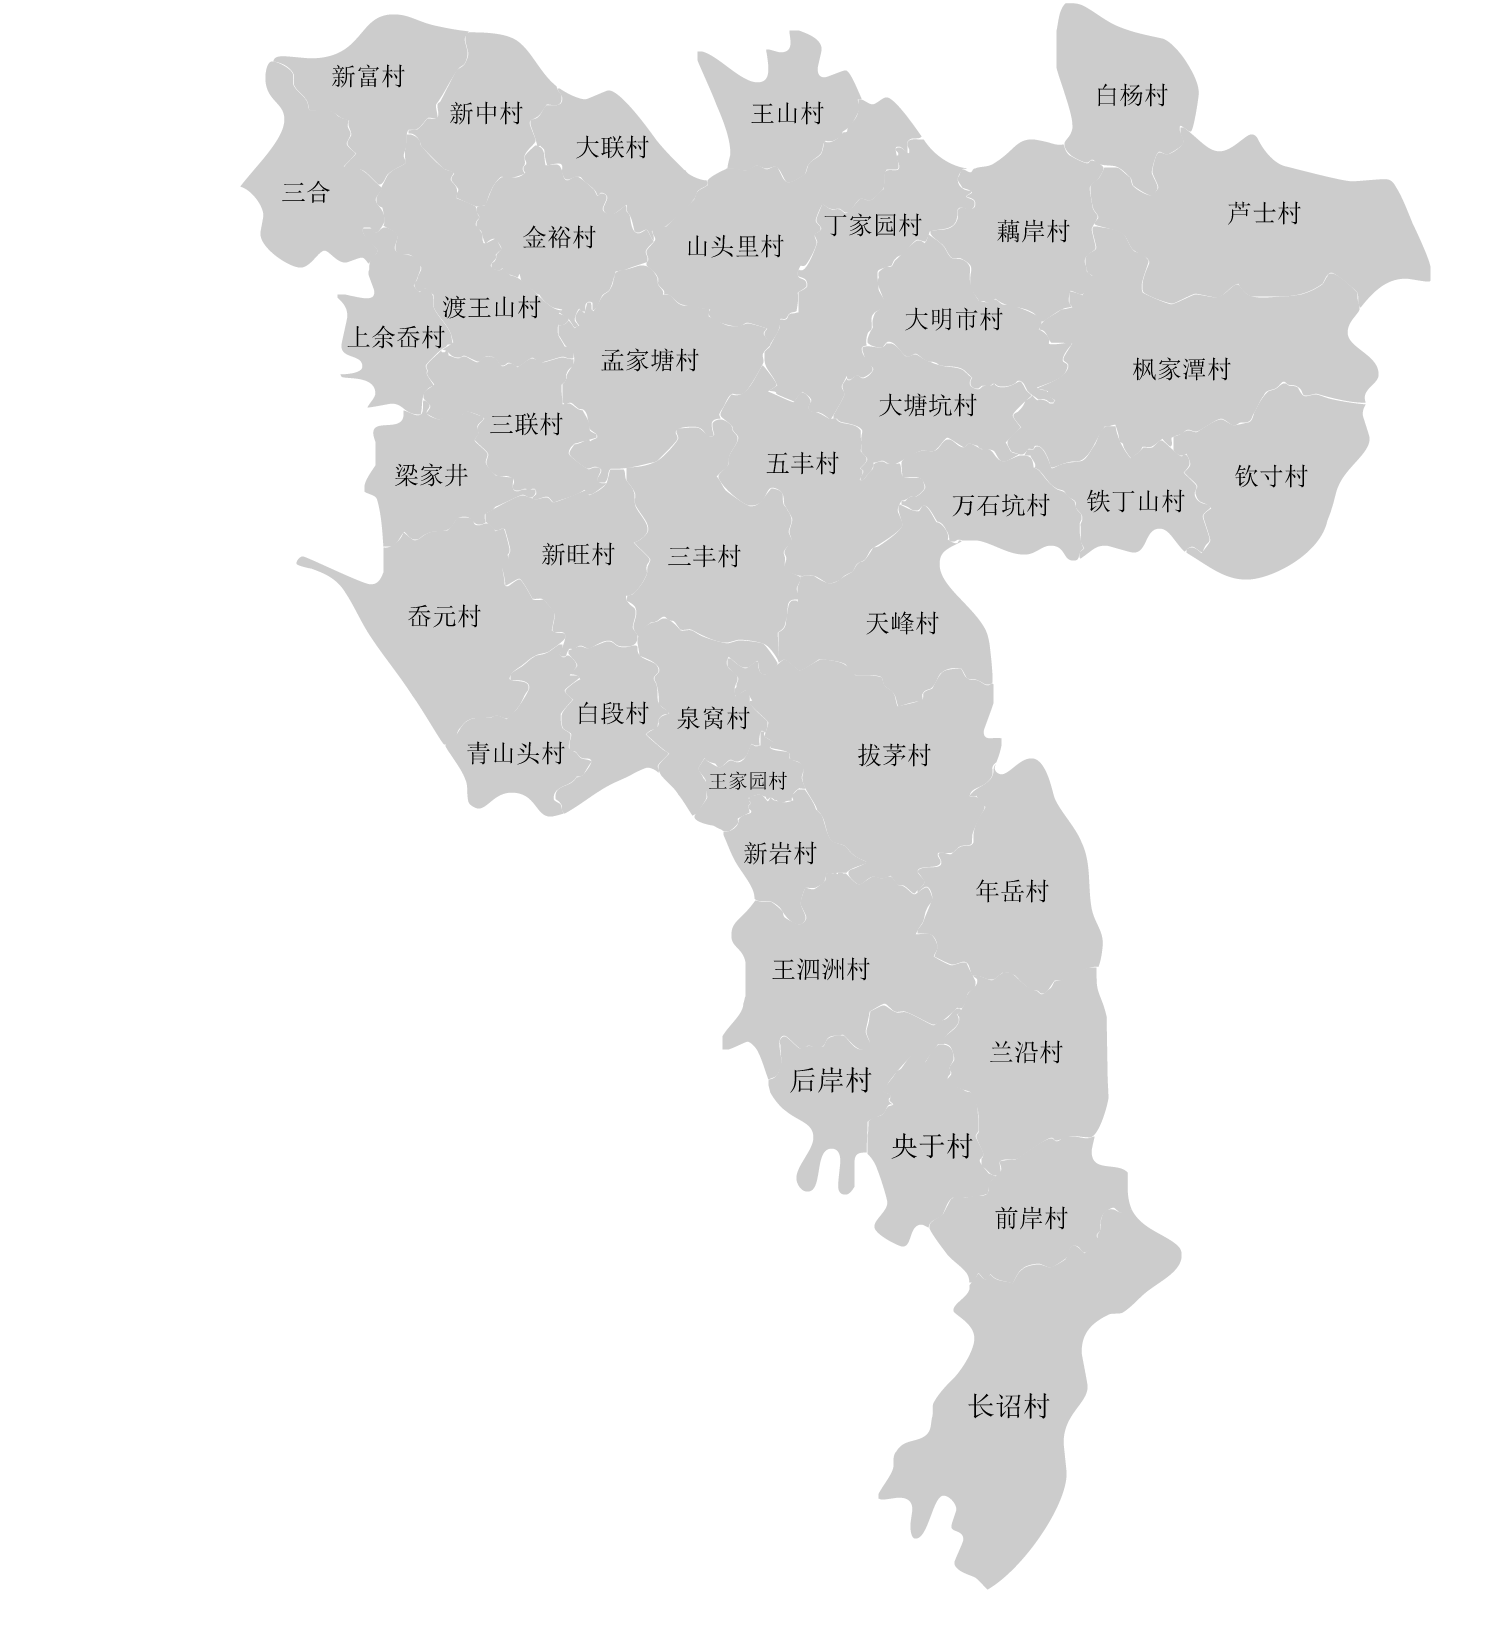 新富村
白杨村
新中村
王山村
大联村
三合
芦士村
丁家园村
藕岸村
金裕村
山头里村
渡王山村
大明市村
上余岙村
孟家塘村
枫家潭村
大塘坑村
三联村
五丰村
梁家井
钦寸村
铁丁山村
万石坑村
新旺村
三丰村
岙元村
天峰村
白段村
泉窝村
青山头村
拔茅村
王家园村
新岩村
年岳村
王泗洲村
兰沿村
后岸村
央于村
前岸村
长诏村